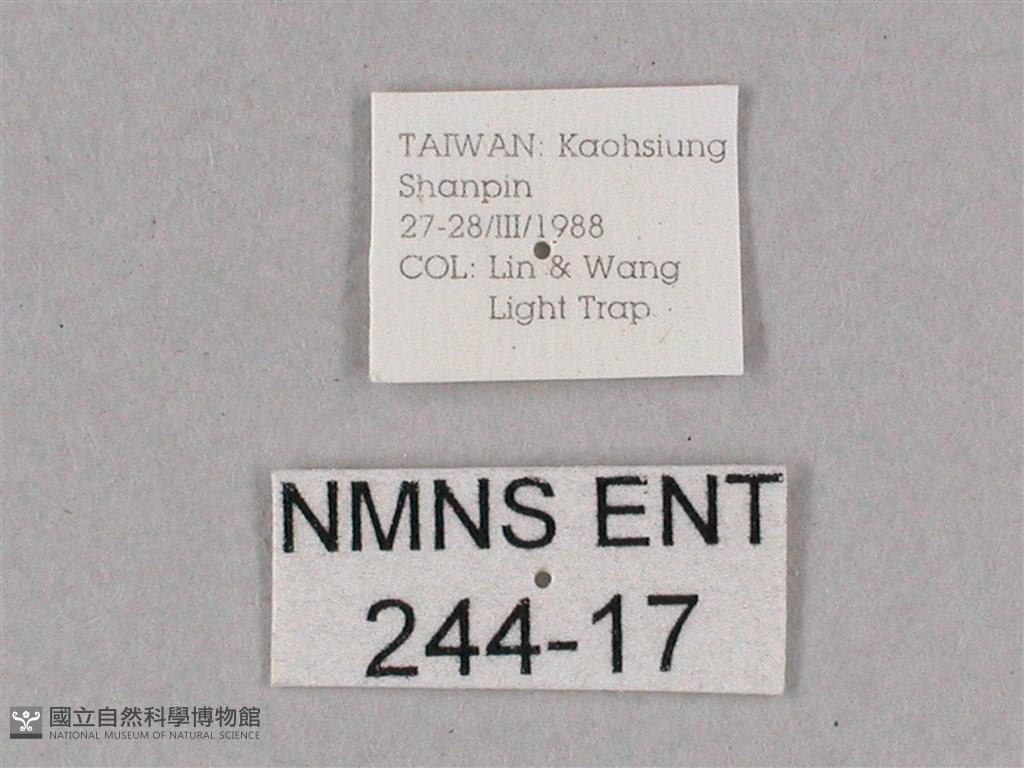 TAIWAN: Kaohsiung
Shanpin
27-28/III/1988
COL: Lin & Wang
Light Trap
NMNS ENT
244-17
國立自然科學博物館
NATIONAL MUSEUM OF NATURAL SCIENCE